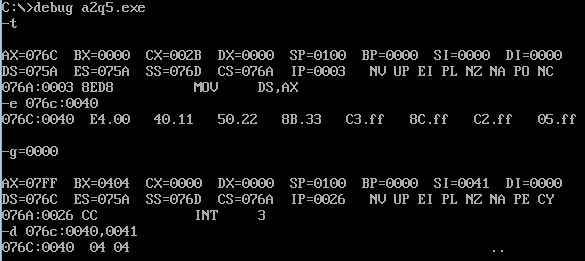 C:\>debug a2q5.exe
-t
AX=076C BX=0000 CX=002B DX=0000 SP=0100 BP=0000 SI=0000 DI=0000
DS=075A ES=075A SS=076D CS=076A IP=0003 NV UP EI PL NZ NA PO NC
076A:0003 8ED8 MOV DS,AX
-e 076c:0040
076C:0040 E4.00 40.11 50.22 8B.33 C3.ff 8C.ff C2.ff 05.ff
-g=0000
AX=07FF BX=0404 CX=0000 DX=0000 SP=0100 BP=0000 SI=0041 DI=0000
DS=076C ES=075A SS=076D CS=076A IP=0026 NV UP EI PL NZ NA PE CY
076A:0026 CC INT 3
-d 076c:0040,0041
076C:0040 04 04 ..